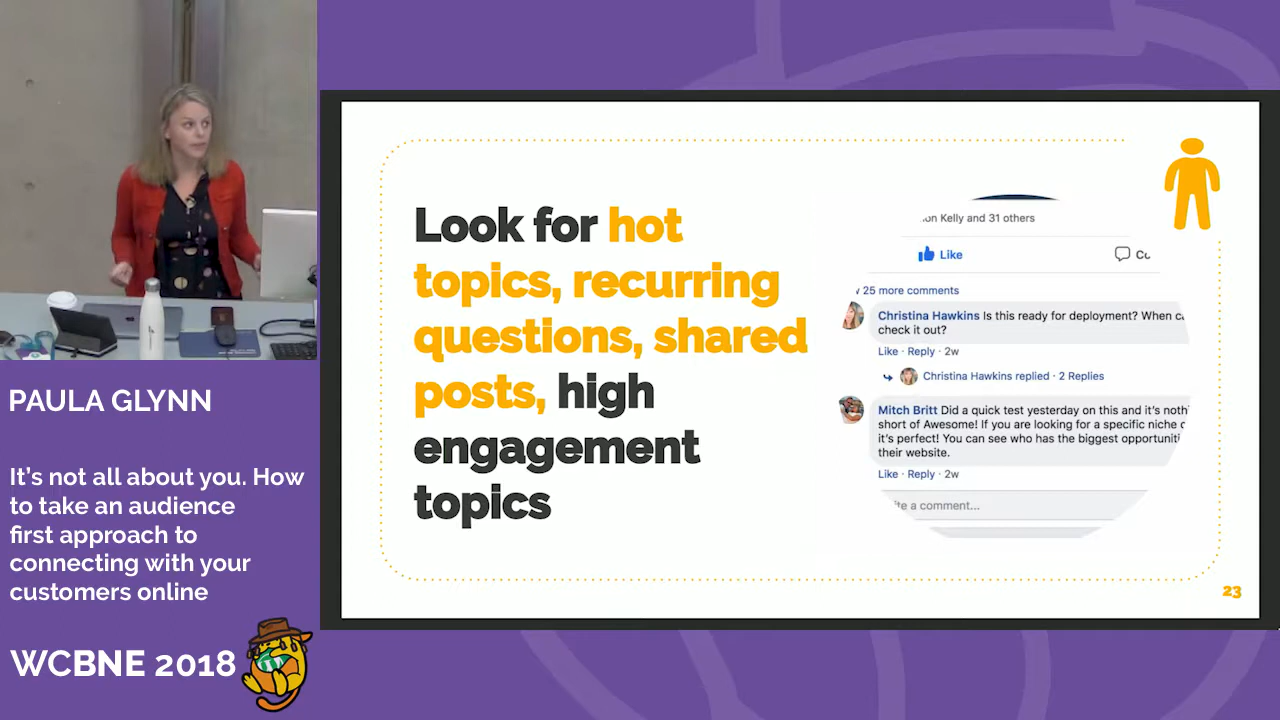 PAULA GLYNN
It's not all about you. How
to take an audience
first approach to
connecting with your
customers online
WCBNE 2018
Look for hot
topics, recurring
questions, shared
posts, high
engagement
topics
Kelly and 31 others
Like
25 more comments
Christina Hawkins Is this ready for deployment? When
check it out?
Like · Reply · 2w
Christina Hawkins replied · 2 Replies
Mitch Britt Did a quick test yesterday on this and it's
short of Awesome! If you are looking for a specific niche
it's perfect! You can see who has the biggest
their website.
Like · Reply · 2w
a comment...
23